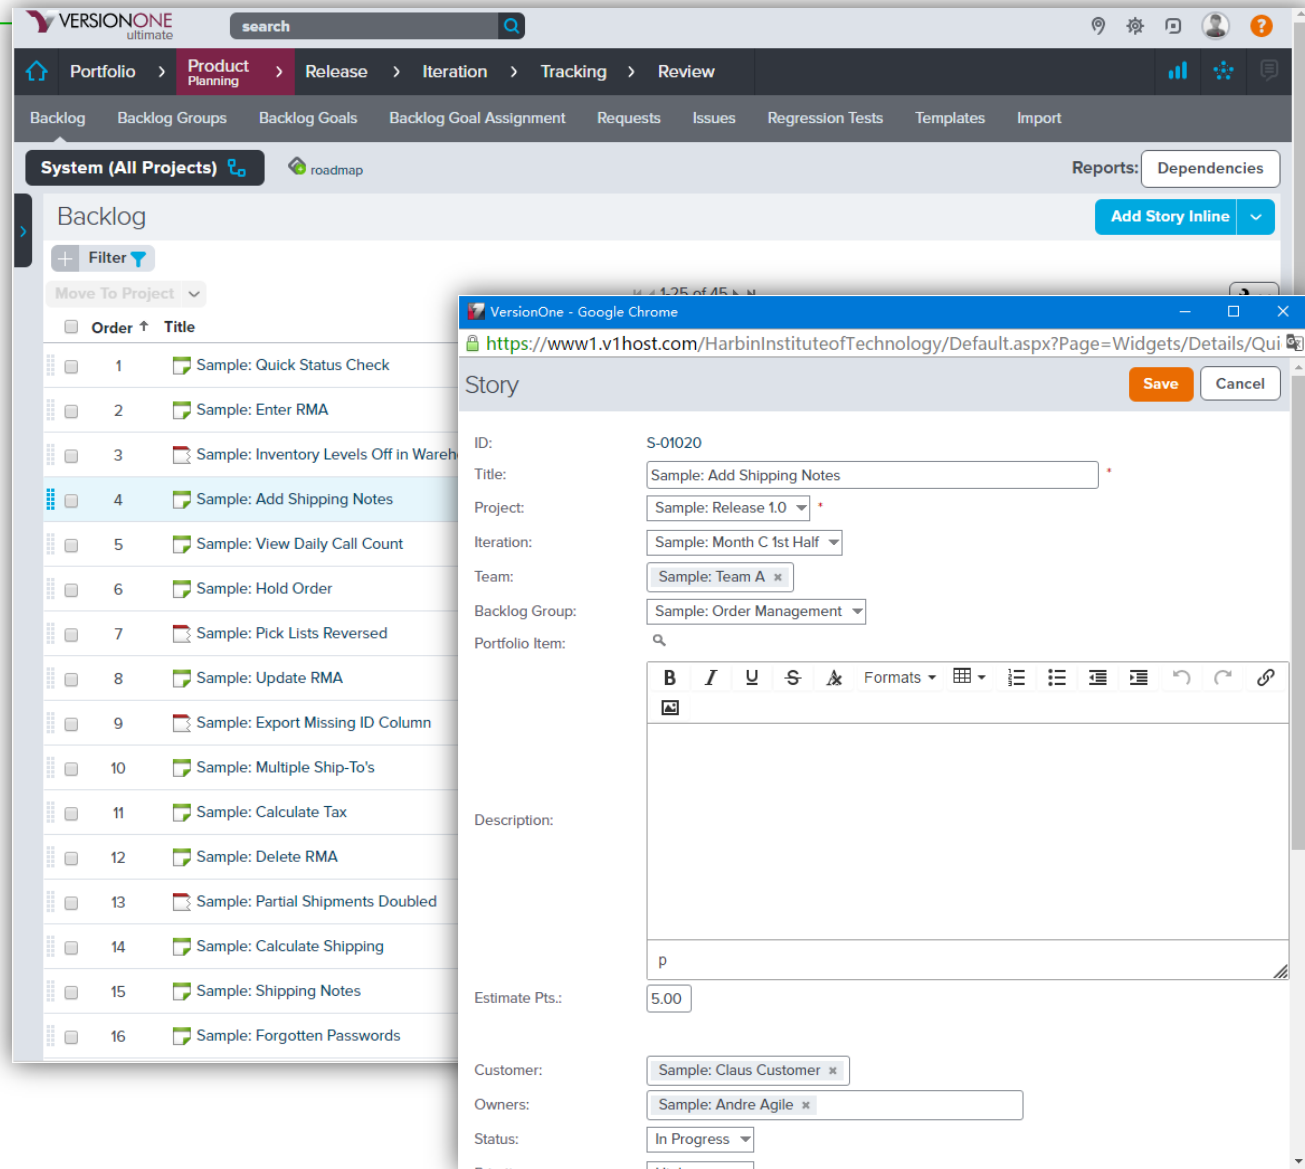 VERSIONONE
ultimate
search
Portfolio > Product Planning > Release > Iteration > Tracking > Review
Backlog Backlog Groups Backlog Goals Backlog Goal Assignment Requests Issues Regression Tests Templates Import
System (All Projects) roadmap Reports: Dependencies
Backlog Add Story Inline
Filter
Move To Project 1-25 of 45
Order ↑ Title
1 Sample: Quick Status Check
2 Sample: Enter RMA
3 Sample: Inventory Levels Off in Wareh
4 Sample: Add Shipping Notes
5 Sample: View Daily Call Count
6 Sample: Hold Order
7 Sample: Pick Lists Reversed
8 Sample: Update RMA
9 Sample: Export Missing ID Column
10 Sample: Multiple Ship-To's
11 Sample: Calculate Tax
12 Sample: Delete RMA
13 Sample: Partial Shipments Doubled
14 Sample: Calculate Shipping
15 Sample: Shipping Notes
16 Sample: Forgotten Passwords
VersionOne - Google Chrome
https://www1.v1host.com/HarbinInstituteofTechnology/Default.aspx?Page=Widgets/Details/Qui
Story Save Cancel
ID: S-01020
Title: Sample: Add Shipping Notes *
Project: Sample: Release 1.0 *
Iteration: Sample: Month C 1st Half
Team: Sample: Team A ×
Backlog Group: Sample: Order Management
Portfolio Item:
B I U S A Formats
Description:
p
Estimate Pts.: 5.00
Customer: Sample: Claus Customer ×
Owners: Sample: Andre Agile ×
Status: In Progress